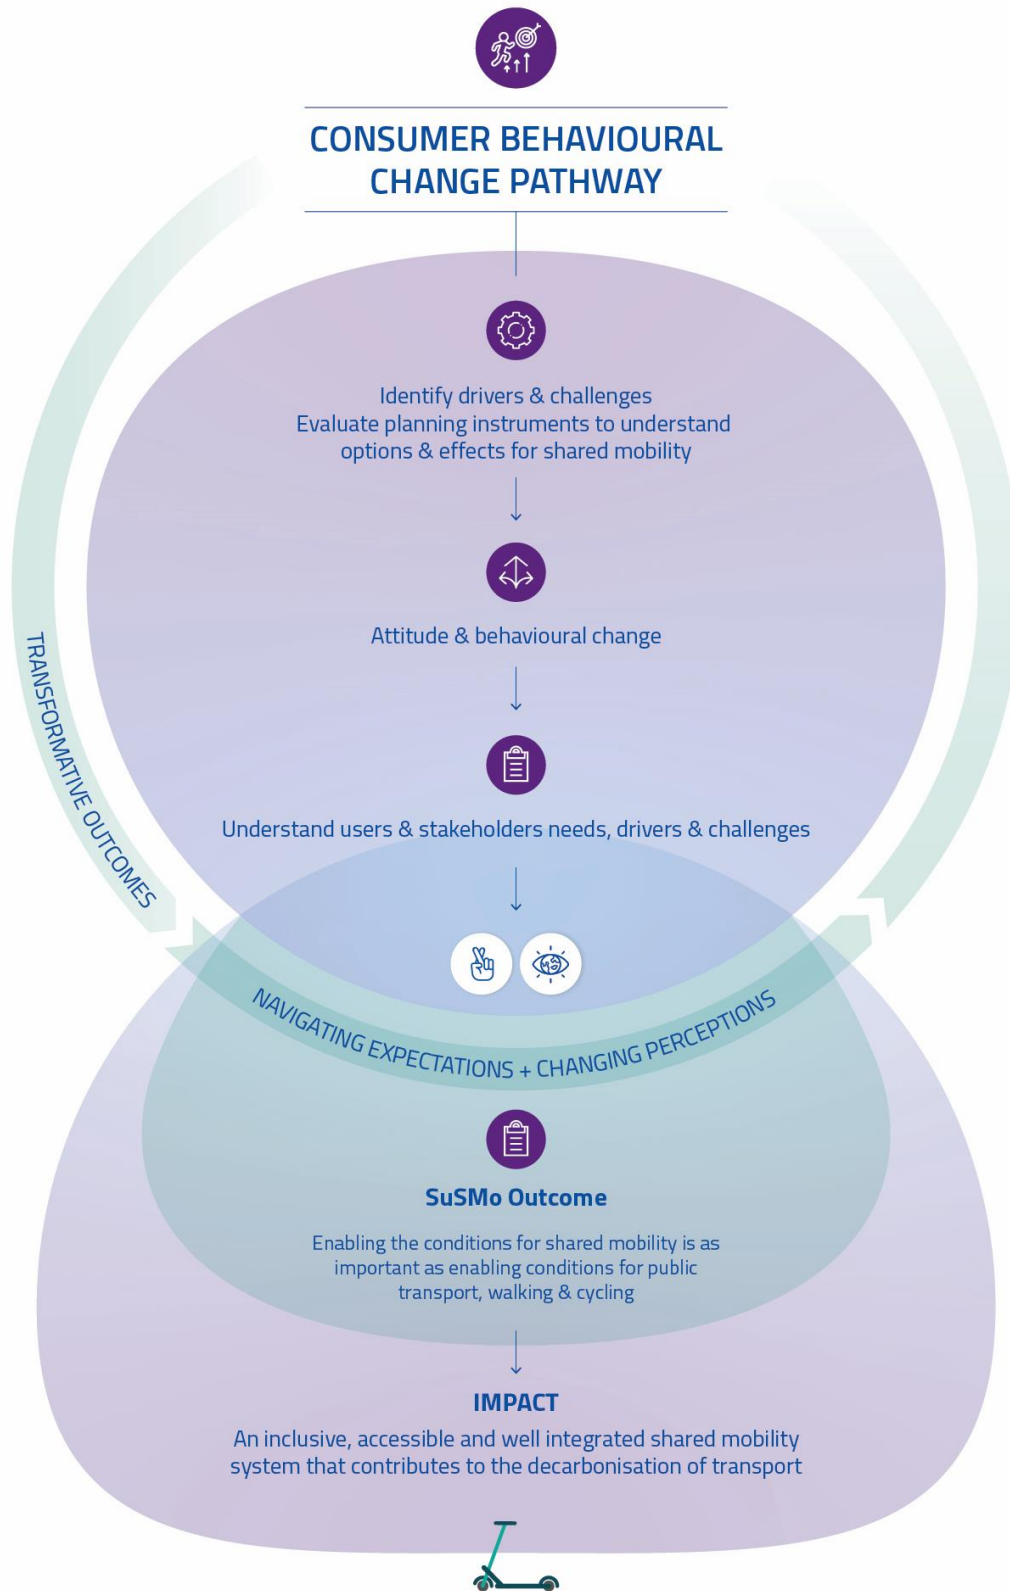 CONSUMER BEHAVIOURAL
CHANGE PATHWAY
Identify drivers & challenges
Evaluate planning instruments to understand
options & effects for shared mobility
Attitude & behavioural change
Understand users & stakeholders needs, drivers & challenges
TRANSFORMATIVE OUTCOMES
NAVIGATING EXPECTATIONS + CHANGING PERCEPTIONS
SuSMo Outcome
Enabling the conditions for shared mobility is as
important as enabling conditions for public
transport, walking & cycling
IMPACT
An inclusive, accessible and well integrated shared mobility
system that contributes to the decarbonisation of transport